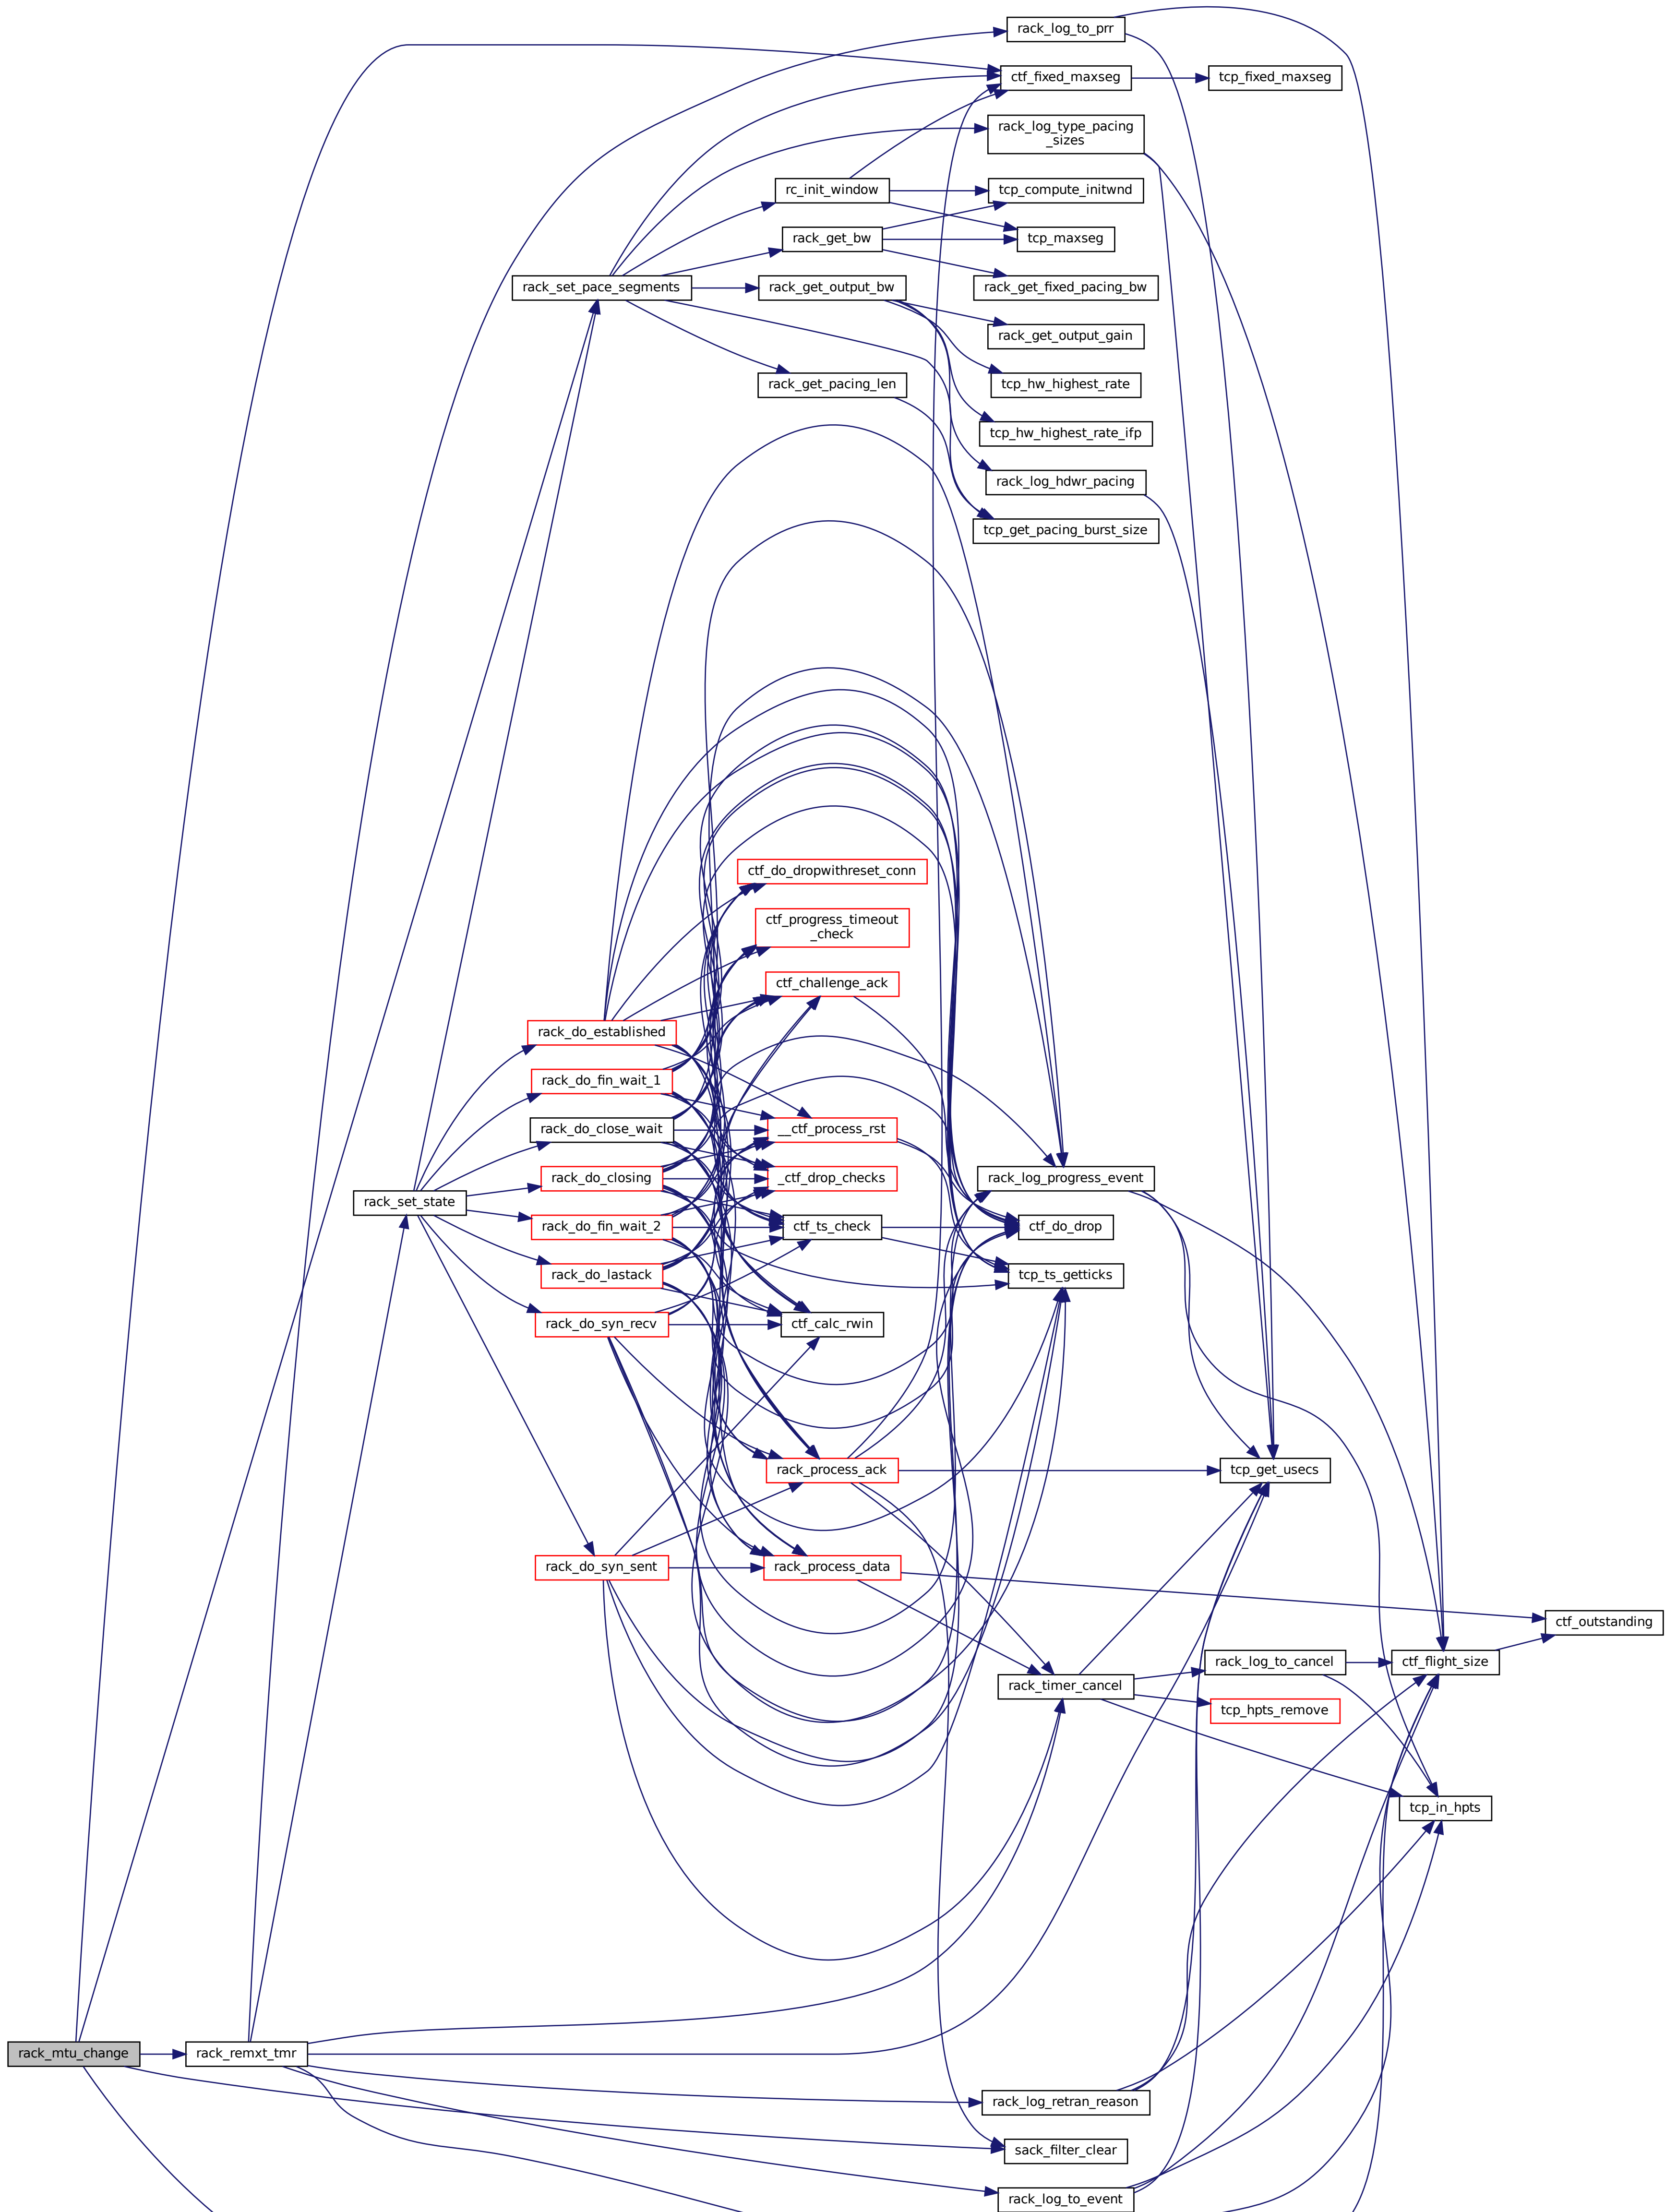 rack_log_to_prr
ctf_fixed_maxseg
tcp_fixed_maxseg
rack_log_type_pacing
_sizes
rc_init_window
tcp_compute_initwnd
rack_get_bw
tcp_maxseg
rack_set_pace_segments
rack_get_output_bw
rack_get_fixed_pacing_bw
rack_get_output_gain
rack_get_pacing_len
tcp_hw_highest_rate
tcp_hw_highest_rate_ifp
rack_log_hdwr_pacing
tcp_get_pacing_burst_size
ctf_do_dropwithreset_conn
ctf_progress_timeout
_check
ctf_challenge_ack
rack_do_established
rack_do_fin_wait_1
rack_do_close_wait
__ctf_process_rst
rack_do_closing
_ctf_drop_checks
rack_log_progress_event
rack_set_state
rack_do_fin_wait_2
ctf_ts_check
ctf_do_drop
rack_do_lastack
tcp_ts_getticks
rack_do_syn_recv
ctf_calc_rwin
rack_process_ack
tcp_get_usecs
rack_do_syn_sent
rack_process_data
ctf_outstanding
rack_log_to_cancel
ctf_flight_size
rack_timer_cancel
tcp_hpts_remove
tcp_in_hpts
rack_mtu_change
rack_remxt_tmr
rack_log_retran_reason
sack_filter_clear
rack_log_to_event